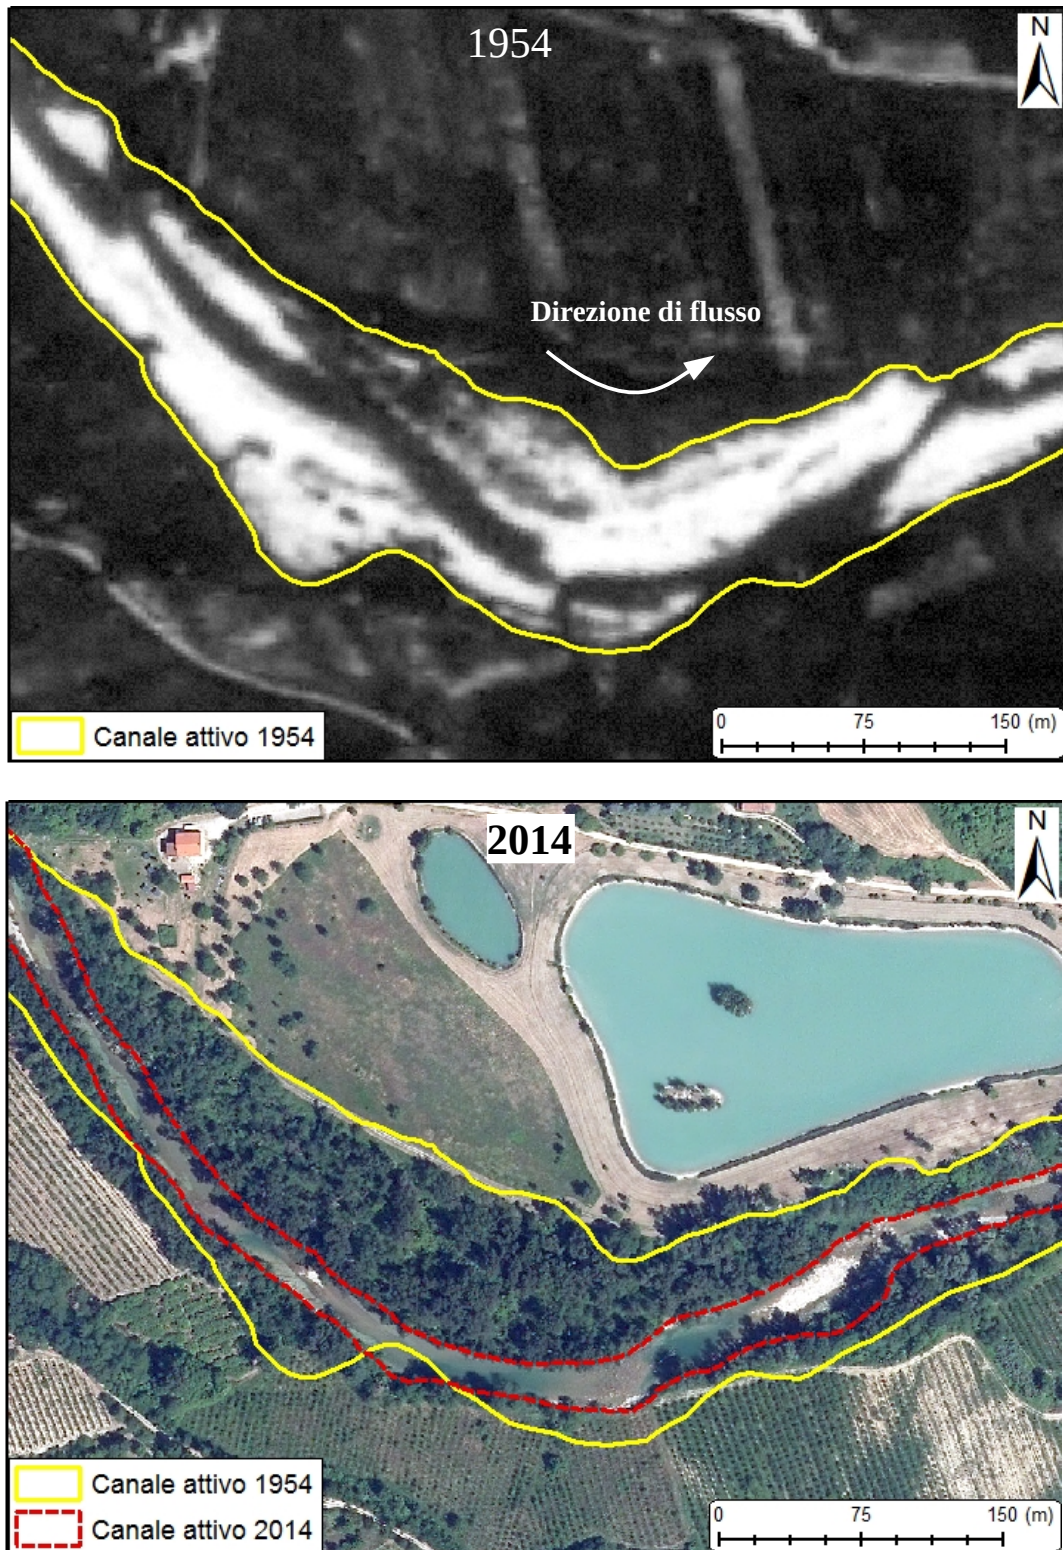 1954
N
Direzione di flusso
Canale attivo 1954
0 75 150 (m)
2014
N
Canale attivo 1954
Canale attivo 2014
0 75 150 (m)